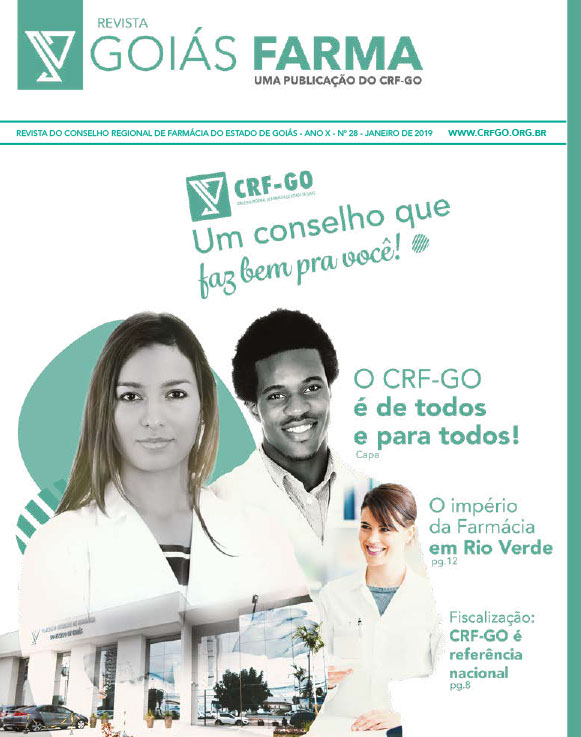 REVISTA
GOIÁS FARMA
UMA PUBLICAÇÃO DO CRF-GO
REVISTA DO CONSELHO REGIONAL DE FARMÁCIA DO ESTADO DE GOIÁS - ANO X - Nº 28 - JANEIRO DE 2019 WWW.CRFGO.ORG.BR
CRF-GO
Um conselho que
faz bem pra você!
O CRF-GO
é de todos
e para todos!
Capa
O império
da Farmácia
em Rio Verde
pg.12
Fiscalização:
CRF-GO é
referência
nacional
pg.8